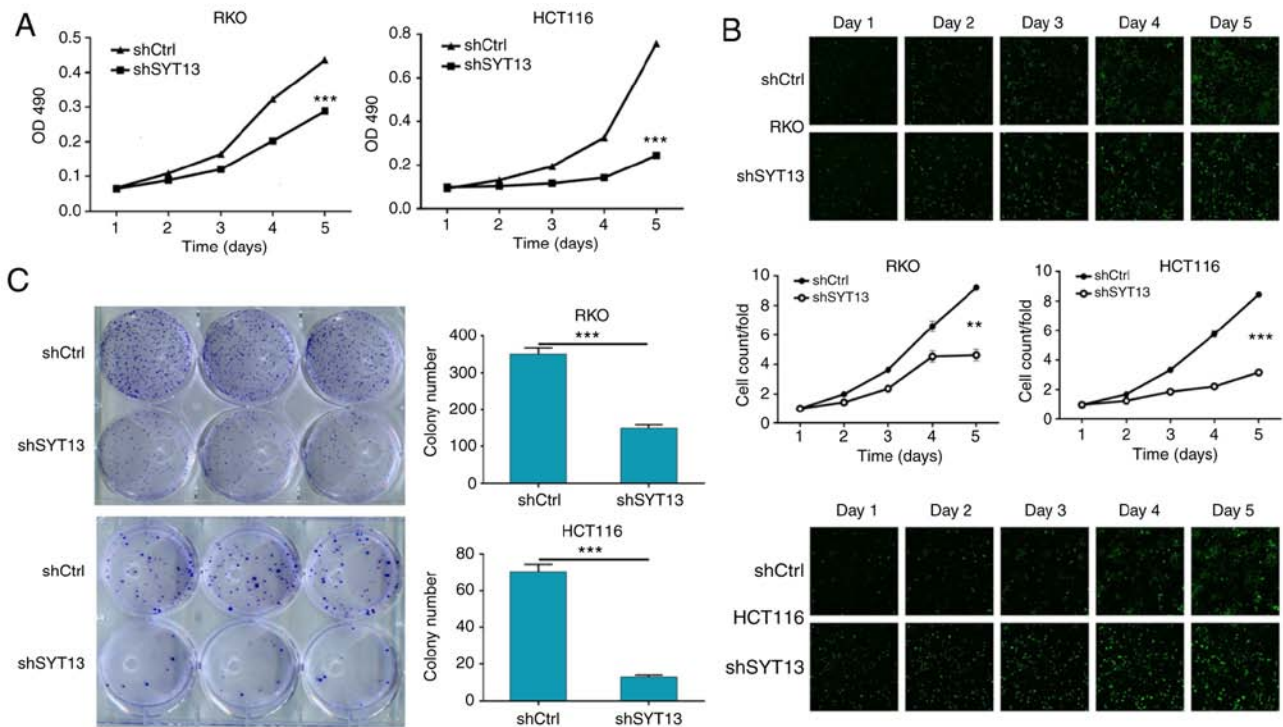 A
RKO
0.5
0.4
0.3
0.2
0.1
0.0
OD 490
shCtrl
shSYT13
***
1 2 3 4 5
Time (days)
HCT116
0.8
0.6
0.4
0.2
0.0
OD 490
shCtrl
shSYT13
***
1 2 3 4 5
Time (days)
B
Day 1 Day 2 Day 3 Day 4 Day 5
shCtrl
RKO
shSYT13
RKO
10
8
6
4
2
0
Cell count/fold
shCtrl
shSYT13
**
1 2 3 4 5
Time (days)
HCT116
10
8
6
4
2
0
Cell count/fold
shCtrl
shSYT13
***
1 2 3 4 5
Time (days)
Day 1 Day 2 Day 3 Day 4 Day 5
shCtrl
HCT116
shSYT13
C
shCtrl
shSYT13
shCtrl
shSYT13
RKO
***
400
300
200
100
0
Colony number
shCtrl shSYT13
HCT116
***
80
60
40
20
0
Colony number
shCtrl shSYT13